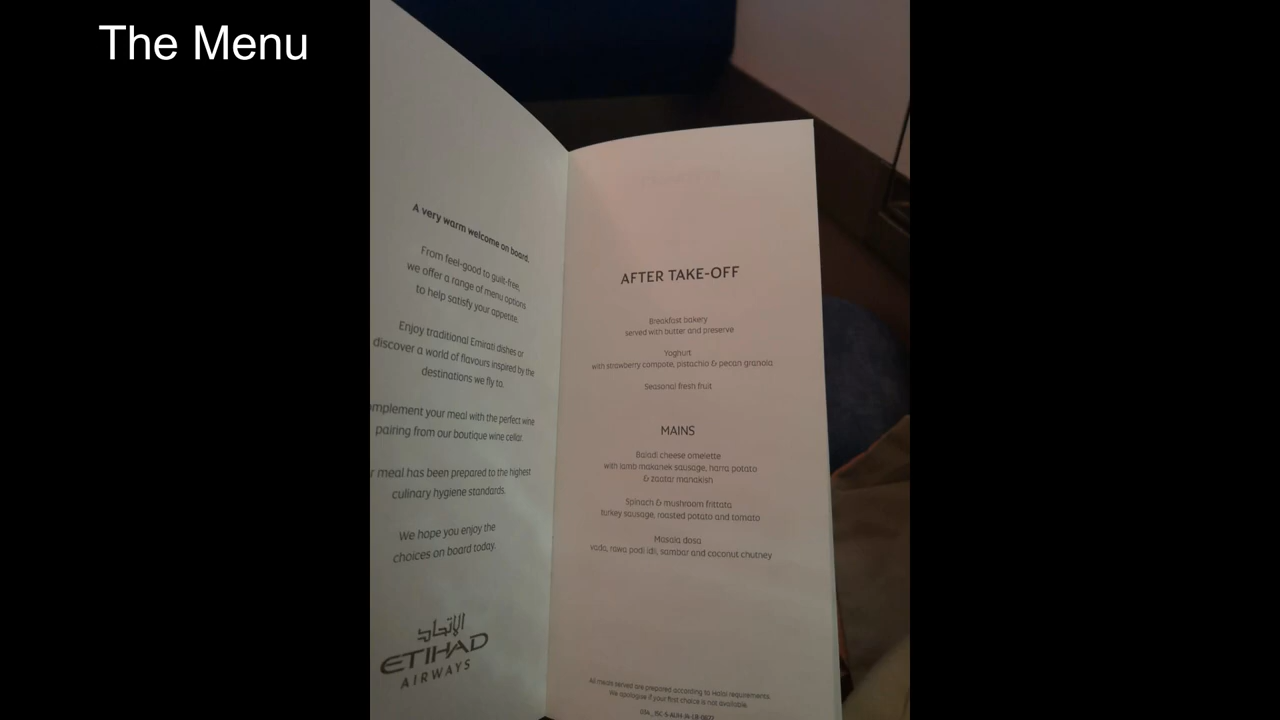 The Menu
A very warm welcome on board.
From feel-good to guilt-free,
we offer a range of menu options
to help satisfy your appetite.
Enjoy traditional Emirati dishes or
discover a world of flavours inspired by the
destinations we fly to.
omplement your meal with the perfect wine
pairing from our boutique wine cellar.
r meal has been prepared to the highest
culinary hygiene standards.
We hope you enjoy the
choices on board today.
الإتحاد
ETIHAD
AIRWAYS
AFTER TAKE-OFF
Breakfast bakery
served with butter and preserve
Yoghurt
with strawberry compote, pistachio & pecan granola
Seasonal fresh fruit
MAINS
Baladi cheese omelette
with lamb makanek sausage, harra potato
& zaatar manakish
Spinach & mushroom frittata
turkey sausage, roasted potato and tomato
Masala dosa
vada, rawa podi idli, sambar and coconut chutney
All meals served are prepared according to Halal requirements.
We apologise if your first choice is not available.